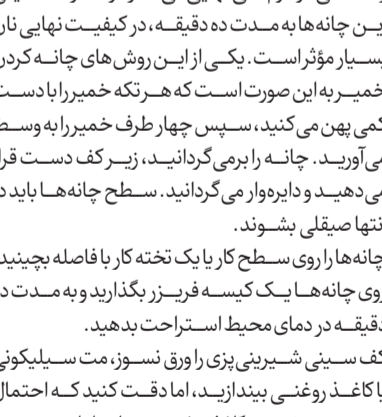 این چانه‌ها به مدت ده دقیقه، در کیفیت نهایی نان
بسیار مؤثر است. یکی از این روش‌های چانه کردن
خمیر به این صورت است که هر تکه خمیر را با دست
کمی پهن می‌کنید، سپس چهار طرف خمیر را به وسط
می‌آورید. چانه را برمی‌گردانید، زیر کف دست قرار
می‌دهید و دایره‌وار می‌گردانید. سطح چانه‌ها باید در
انتها صیقلی بشوند.
چانه‌ها را روی سطح کار یا یک تخته کار با فاصله بچینید.
روی چانه‌ها یک کیسه فریزر بگذارید و به مدت ده
دقیقه در دمای محیط استراحت بدهید.
کف سینی شیرینی‌پزی را ورق نسوز، مت سیلیکونی
یا کاغذ روغنی بیندازید، اما دقت کنید که احتمال